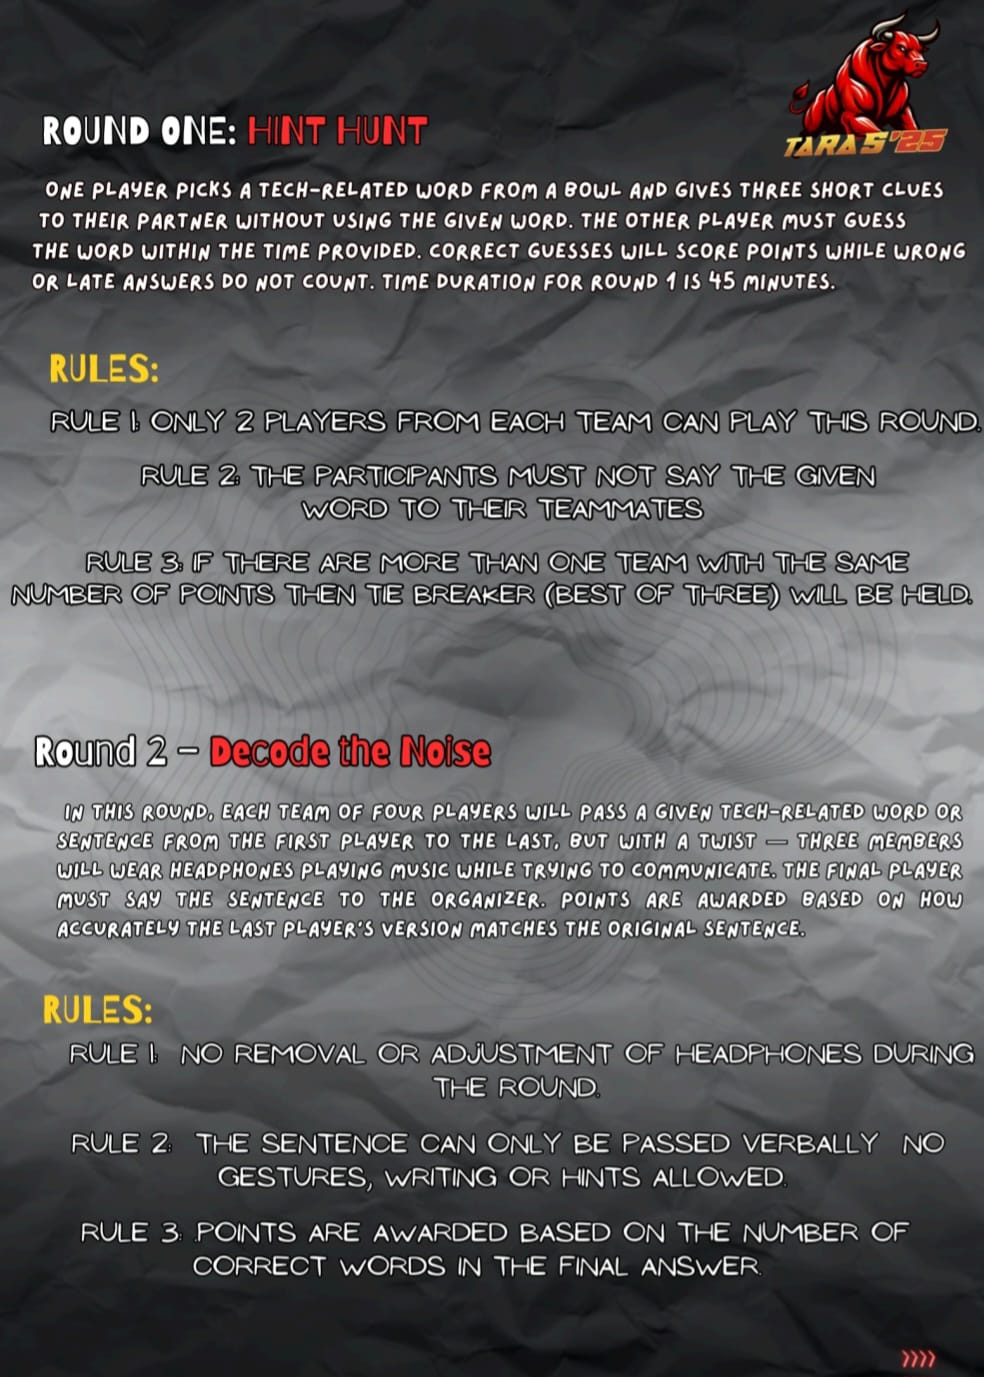 TARA S'25
ROUND ONE: HINT HUNT
ONE PLAYER PICKS A TECH-RELATED WORD FROM A BOWL AND GIVES THREE SHORT CLUES
TO THEIR PARTNER WITHOUT USING THE GIVEN WORD. THE OTHER PLAYER MUST GUESS
THE WORD WITHIN THE TIME PROVIDED. CORRECT GUESSES WILL SCORE POINTS WHILE WRONG
OR LATE ANSWERS DO NOT COUNT. TIME DURATION FOR ROUND 1 IS 45 MINUTES.
RULES:
RULE 1: ONLY 2 PLAYERS FROM EACH TEAM CAN PLAY THIS ROUND.
RULE 2: THE PARTICIPANTS MUST NOT SAY THE GIVEN
WORD TO THEIR TEAMMATES
RULE 3: IF THERE ARE MORE THAN ONE TEAM WITH THE SAME
NUMBER OF POINTS THEN TIE BREAKER (BEST OF THREE) WILL BE HELD.
Round 2 – Decode the Noise
IN THIS ROUND, EACH TEAM OF FOUR PLAYERS WILL PASS A GIVEN TECH-RELATED WORD OR
SENTENCE FROM THE FIRST PLAYER TO THE LAST, BUT WITH A TWIST — THREE MEMBERS
WILL WEAR HEADPHONES PLAYING MUSIC WHILE TRYING TO COMMUNICATE. THE FINAL PLAYER
MUST SAY THE SENTENCE TO THE ORGANIZER. POINTS ARE AWARDED BASED ON HOW
ACCURATELY THE LAST PLAYER'S VERSION MATCHES THE ORIGINAL SENTENCE.
RULES:
RULE 1: NO REMOVAL OR ADJUSTMENT OF HEADPHONES DURING
THE ROUND.
RULE 2: THE SENTENCE CAN ONLY BE PASSED VERBALLY NO
GESTURES, WRITING OR HINTS ALLOWED.
RULE 3: .POINTS ARE AWARDED BASED ON THE NUMBER OF
CORRECT WORDS IN THE FINAL ANSWER.